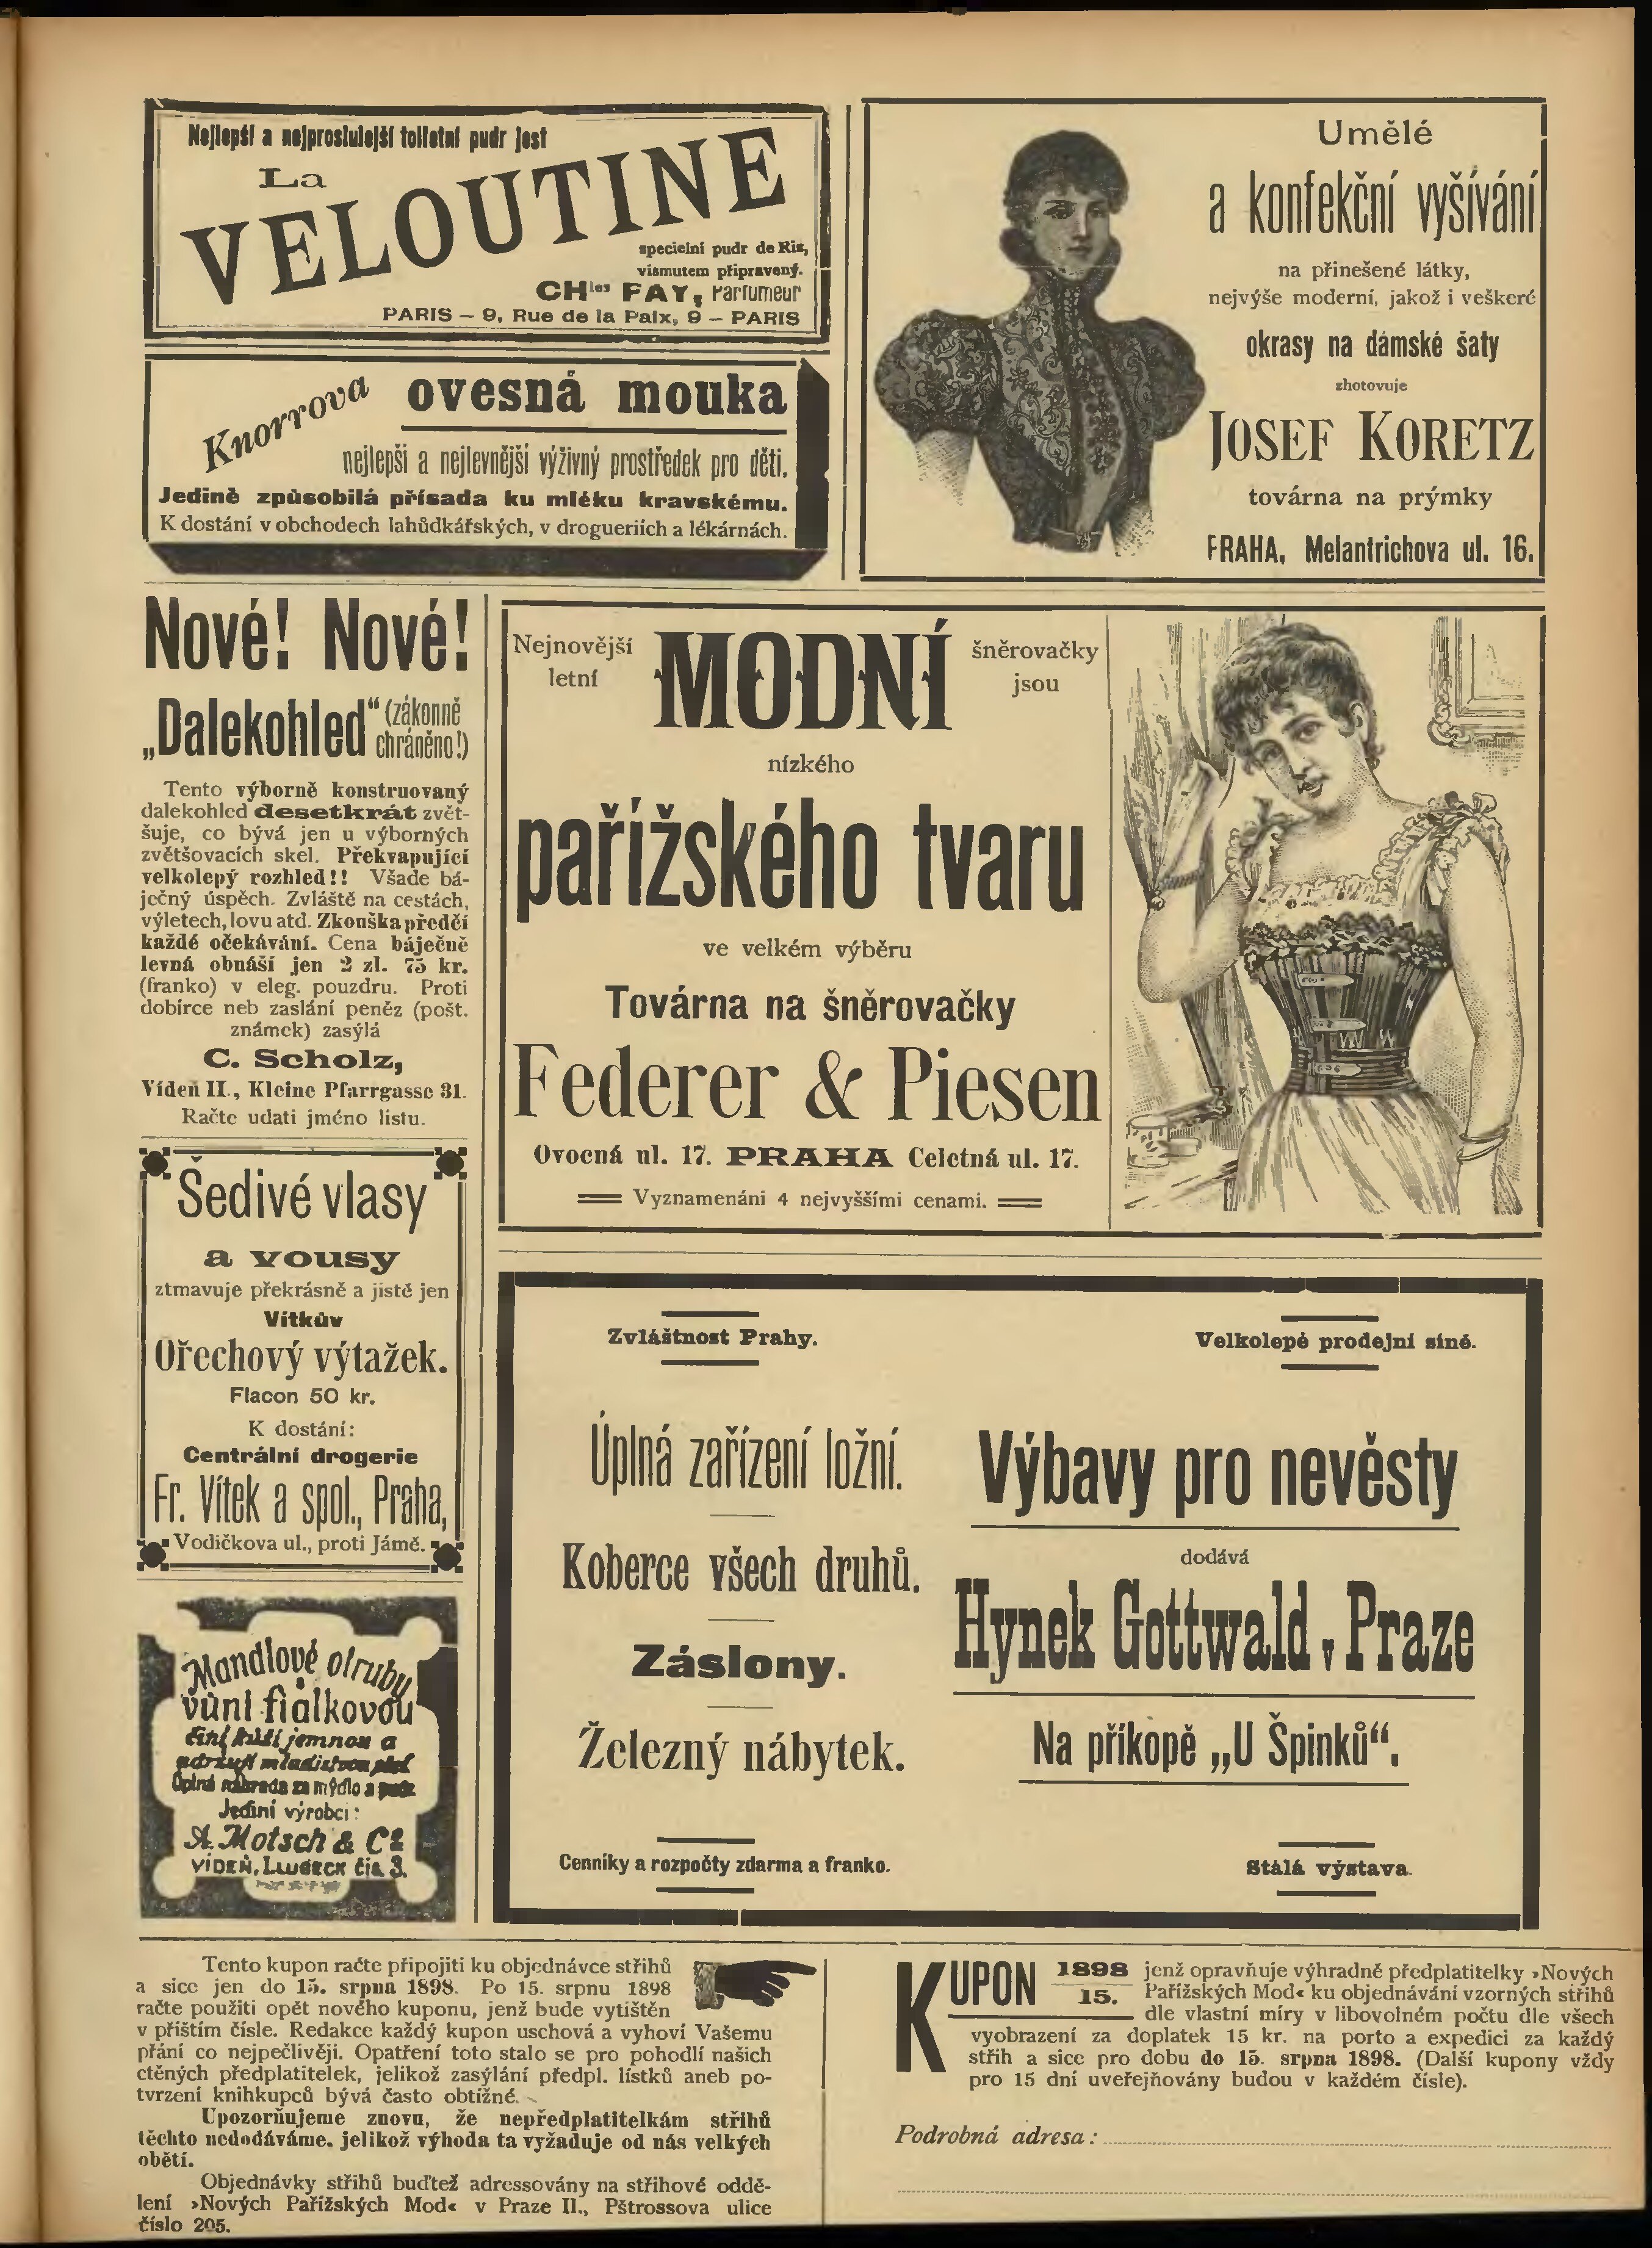 Nejlepší a nejproslulejší toiletní pudr jest
La
VELOUTINE
specielní pudr de Riz,
vismutem připravený.
CHles FAY, Parfumeur
PARIS — 9, Rue de la Paix, 9 — PARIS
Knorrova ovesná mouka
nejlepší a nejlevnější výživný prostředek pro děti.
Jedině způsobilá přísada ku mléku kravskému.
K dostání v obchodech lahůdkářských, v drogueriích a lékárnách.
Umělé
a konfekční vyšívání
na přinešené látky,
nejvýše moderní, jakož i veškeré
okrasy na dámské šaty
zhotovuje
JOSEF KORETZ
továrna na prýmky
PRAHA, Melantrichova ul. 16.
Nové! Nové!
„Dalekohled“ (zákonně
chráněno!)
Tento výborně konstruovaný
dalekohled desetkrát zvět-
šuje, co bývá jen u výborných
zvětšovacích skel. Překvapující
velkolepý rozhled!! Všade bá-
ječný úspěch. Zvláště na cestách,
výletech, lovu atd. Zkouška předčí
každé očekávání. Cena báječně
levná obnáší jen 2 zl. 75 kr.
(franko) v eleg. pouzdru. Proti
dobírce neb zaslání peněz (pošt.
známek) zasýlá
C. Scholz,
Vídeň II., Kleine Pfarrgasse 31.
Račte udati jméno listu.
Nejnovější
letní
MODNÍ
šněrovačky
jsou
nízkého
pařížského tvaru
ve velkém výběru
Továrna na šněrovačky
Federer & Piesen
Ovocná ul. 17. PRAHA Celetná ul. 17.
Vyznamenáni 4 nejvyššími cenami.
Šedivé vlasy
a vousy
ztmavuje překrásně a jistě jen
Vítkův
Ořechový výtažek.
Flacon 50 kr.
K dostání:
Centrální drogerie
Fr. Vítek a spol., Praha,
Vodičkova ul., proti Jámě.
Mandlové otruby
vůní fialkovou
činí kůži jemnou a
udržují mladistvou pleť
Úplná náhrada za mýdlo a
Jediní výrobci:
A. Motsch & Co
VÍDEŇ, LUGECK čís. 3.
Zvláštnost Prahy.
Úplná zařízení ložní.
Koberce všech druhů.
Záslony.
Železný nábytek.
Cenníky a rozpočty zdarma a franko.
Velkolepé prodejní síně.
Výbavy pro nevěsty
dodává
Hynek Gottwald v Praze
Na příkopě „U Špinků“.
Stálá výstava.
Tento kupon račte připojiti ku objednávce střihů
a sice jen do 15. srpna 1898. Po 15. srpnu 1898
račte použiti opět nového kuponu, jenž bude vytištěn
v příštím čísle. Redakce každý kupon uschová a vyhoví Vašemu
přání co nejpečlivěji. Opatření toto stalo se pro pohodlí našich
ctěných předplatitelek, jelikož zasýlání předpl. lístků aneb po-
tvrzení knihkupců bývá často obtížné.
Upozorňujeme znovu, že nepředplatitelkám střihů
těchto nedodáváme, jelikož výhoda ta vyžaduje od nás velkých
obětí.
Objednávky střihů buďtež adressovány na střihové oddě-
lení »Nových Pařížských Mod« v Praze II., Pštrossova ulice
číslo 205.
KUPON 1898
15.
jenž opravňuje výhradně předplatitelky »Nových
Pařížských Mod« ku objednávání vzorných střihů
dle vlastní míry v libovolném počtu dle všech
vyobrazení za doplatek 15 kr. na porto a expedici za každý
střih a sice pro dobu do 15. srpna 1898. (Další kupony vždy
pro 15 dní uveřejňovány budou v každém čísle).
Podrobná adresa: